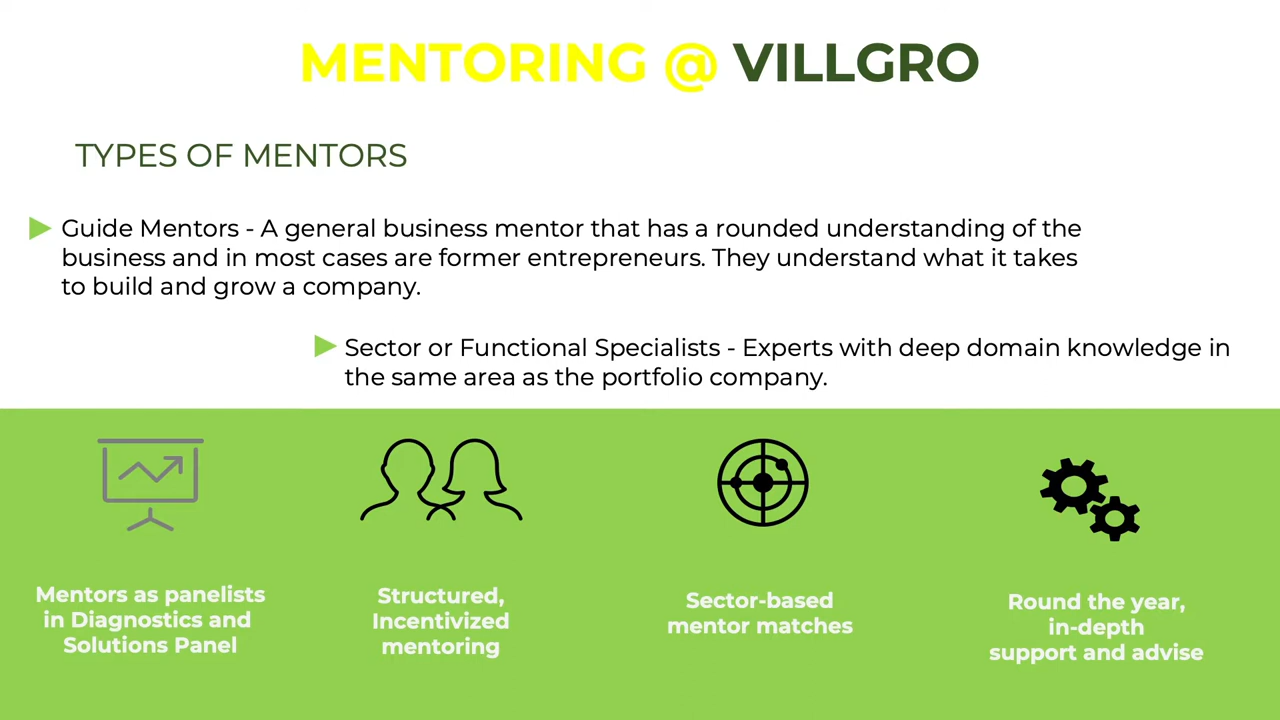 MENTORING @ VILLGRO
TYPES OF MENTORS
Guide Mentors - A general business mentor that has a rounded understanding of the
business and in most cases are former entrepreneurs. They understand what it takes
to build and grow a company.
Sector or Functional Specialists - Experts with deep domain knowledge in
the same area as the portfolio company.
Mentors as panelists
in Diagnostics and
Solutions Panel
Structured,
Incentivized
mentoring
Sector-based
mentor matches
Round the year,
in-depth
support and advise